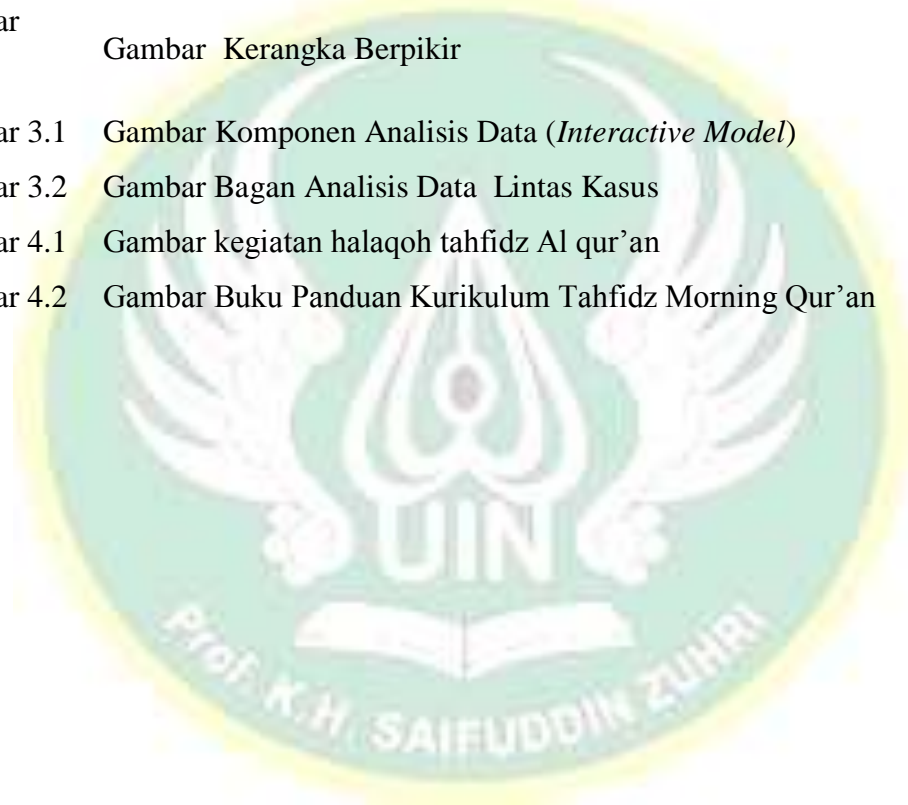 ar
Gambar Kerangka Berpikir
ar 3.1 Gambar Komponen Analisis Data (Interactive Model)
ar 3.2 Gambar Bagan Analisis Data Lintas Kasus
ar 4.1 Gambar kegiatan halaqoh tahfidz Al qur’an
ar 4.2 Gambar Buku Panduan Kurikulum Tahfidz Morning Qur’an
UIN
PROF. K.H. SAIFUDDIN ZUHRI